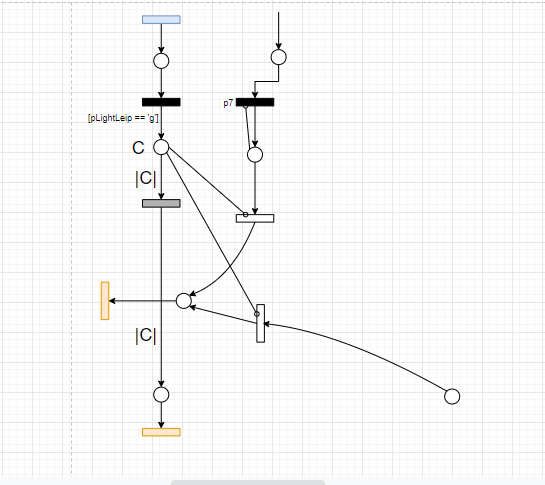 p7
[pLightLeip == 'g']
C
|C|
|C|